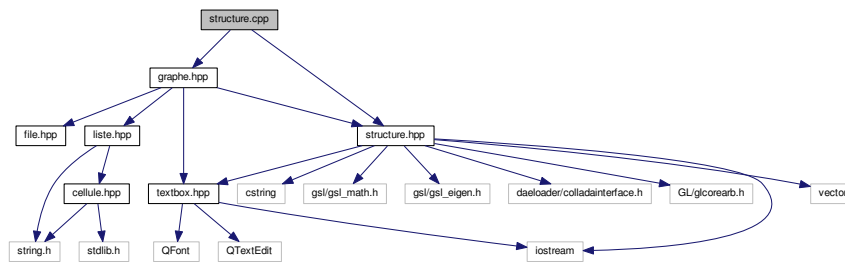 structure.cpp
graphe.hpp
file.hpp
liste.hpp
structure.hpp
cellule.hpp
textbox.hpp
cstring
gsl/gsl_math.h
gsl/gsl_eigen.h
daeloader/colladainterface.h
GL/glcorearb.h
vector
string.h
stdlib.h
QFont
QTextEdit
iostream